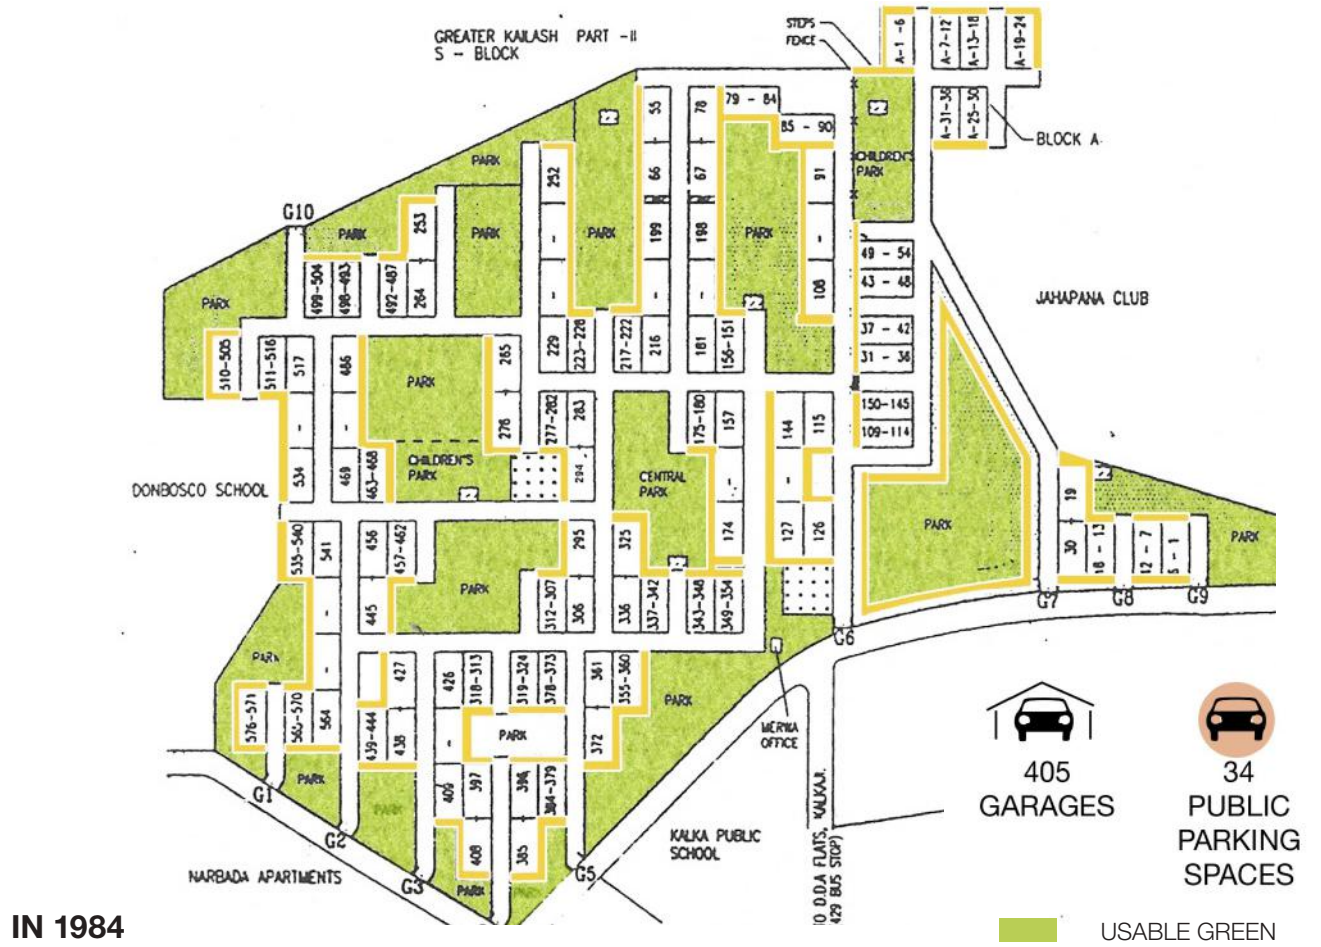 GREATER KAILASH PART -II
S - BLOCK
STEPS
FENCE
A-1 -6
A-7-12
A-13-18
A-19-24
A-31-36
A-25-30
BLOCK A
55
78
79 - 84
85 - 90
CHILDREN'S
PARK
PARK
252
66
67
91
G10
PARK
253
PARK
PARK
199
198
PARK
-
49 - 54
43 - 48
JAHAPANA CLUB
PARK
499-504
498-493
492-487
264
-
-
-
-
108
37 - 42
31 - 36
510-505
511-516
517
486
PARK
265
229
223-228
217-222
216
181
156-151
-
-
276
277-282
283
175-180
157
144
115
150-145
109-114
DONBOSCO SCHOOL
534
469
463-468
CHILDREN'S
PARK
294
CENTRAL
PARK
-
-
19
535-540
541
456
457-462
295
325
174
127
126
PARK
30
18 - 13
12 - 7
PARK
-
445
PARK
312-307
306
336
337-342
343-348
349-354
G7
G8
G9
G6
PARK
-
427
426
318-313
319-324
378-373
361
355-360
PARK
576-571
565-570
564
439-444
438
-
PARK
372
MERWA
OFFICE
PARK
409
397
396
384-379
G1
PARK
G2
408
385
G3
PARK
PARK
G5
NARBADA APARTMENTS
KALKA PUBLIC
SCHOOL
TO D.D.A FLATS, KALKAJI.
429 BUS STOP)
405
GARAGES
34
PUBLIC
PARKING
SPACES
IN 1984
USABLE GREEN